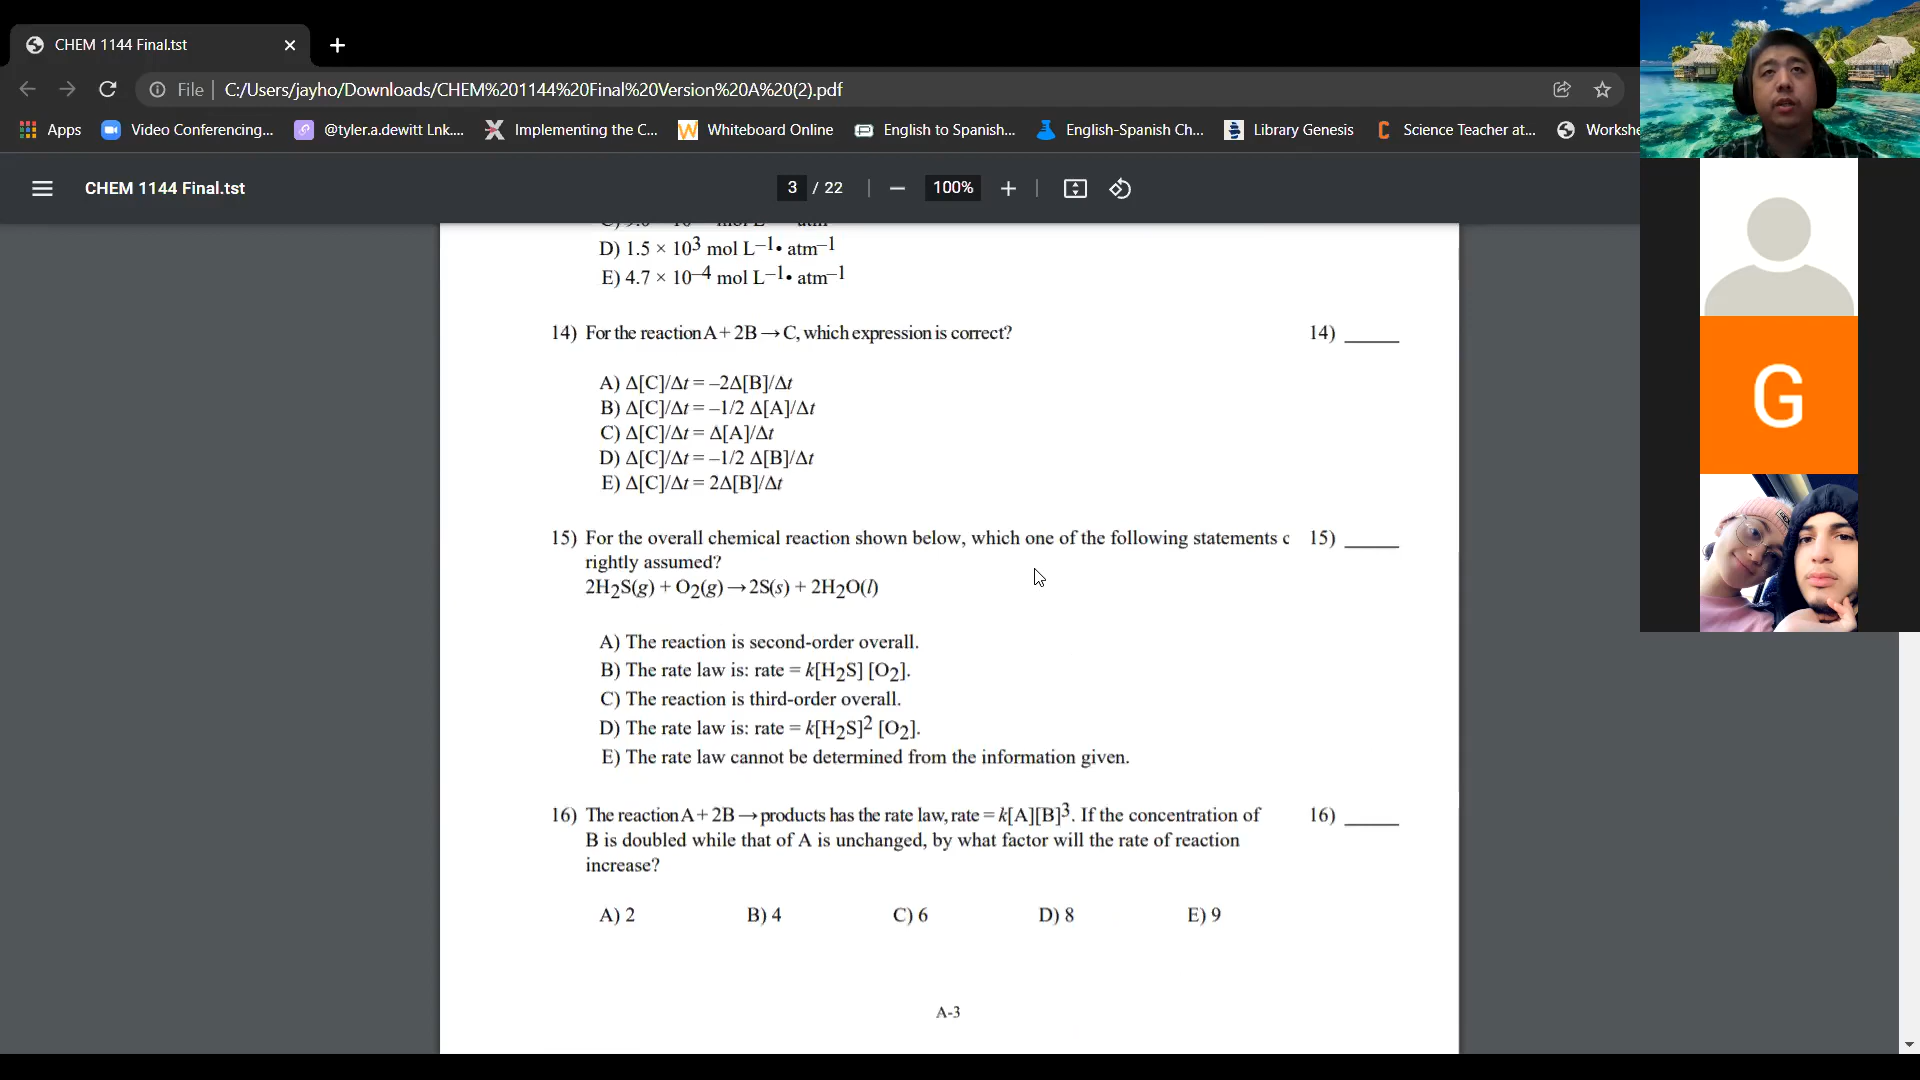 CHEM 1144 Final.tst
File
C:/Users/jayho/Downloads/CHEM%201144%20Final%20Version%20A%20(2).pdf
Apps
Video Conferencing...
@tyler.a.dewitt Lnk....
Implementing the C...
Whiteboard Online
English to Spanish...
English-Spanish Ch...
Library Genesis
Science Teacher at...
Workshe
CHEM 1144 Final.tst
3 / 22
100%
D) 1.5 × 10³ mol L⁻¹• atm⁻¹
E) 4.7 × 10⁻⁴ mol L⁻¹• atm⁻¹
14) For the reaction A + 2B → C, which expression is correct? 14) _____
A) Δ[C]/Δt = –2Δ[B]/Δt
B) Δ[C]/Δt = –1/2 Δ[A]/Δt
C) Δ[C]/Δt = Δ[A]/Δt
D) Δ[C]/Δt = –1/2 Δ[B]/Δt
E) Δ[C]/Δt = 2Δ[B]/Δt
15) For the overall chemical reaction shown below, which one of the following statements c 15) _____
rightly assumed?
2H₂S(g) + O₂(g) → 2S(s) + 2H₂O(l)
A) The reaction is second-order overall.
B) The rate law is: rate = k[H₂S] [O₂].
C) The reaction is third-order overall.
D) The rate law is: rate = k[H₂S]² [O₂].
E) The rate law cannot be determined from the information given.
16) The reaction A + 2B → products has the rate law, rate = k[A][B]³. If the concentration of 16) _____
B is doubled while that of A is unchanged, by what factor will the rate of reaction
increase?
A) 2 B) 4 C) 6 D) 8 E) 9
A-3
G